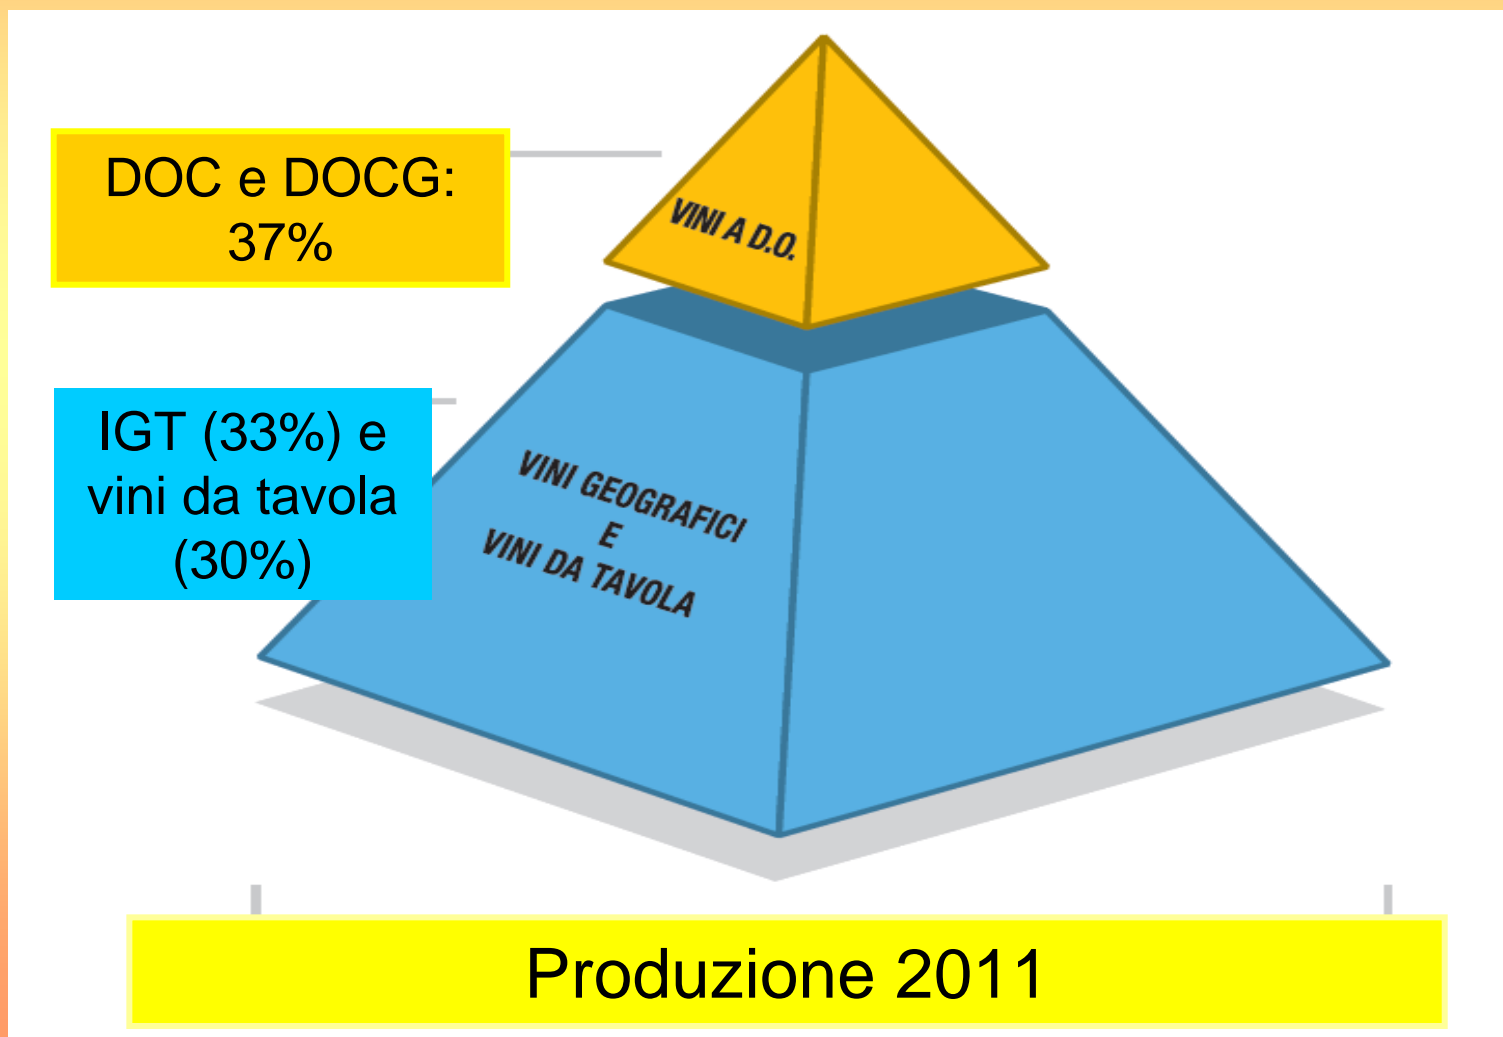 DOC e DOCG:
37%
VINI A D.O.
IGT (33%) e
vini da tavola
(30%)
VINI GEOGRAFICI
E
VINI DA TAVOLA
Produzione 2011